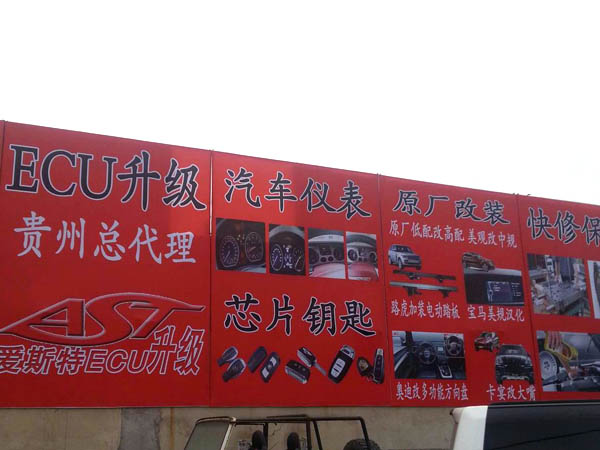 ECU升级
贵州总代理
AST
爱斯特ECU升级
汽车仪表
芯片钥匙
原厂改装
原厂低配改高配 美规改中规
路虎加装电动踏板
宝马美规汉化
奥迪改多功能方向盘
卡宴改大嘴
快修保